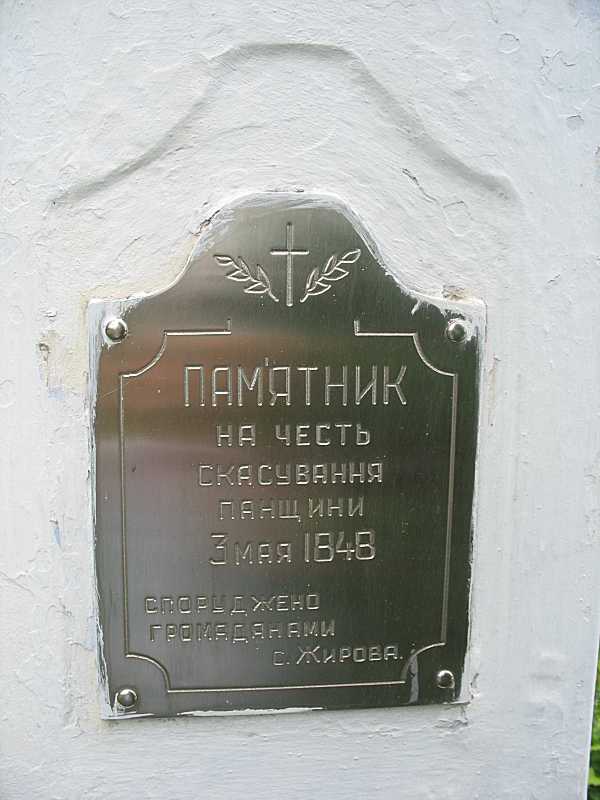 ПАМ'ЯТНИК
НА ЧЕСТЬ
СКАСУВАННЯ
ПАНЩИНИ
3 МАЯ 1848
СПОРУДЖЕНО
ГРОМАДЯНАМИ
С. ЖИРОВА.